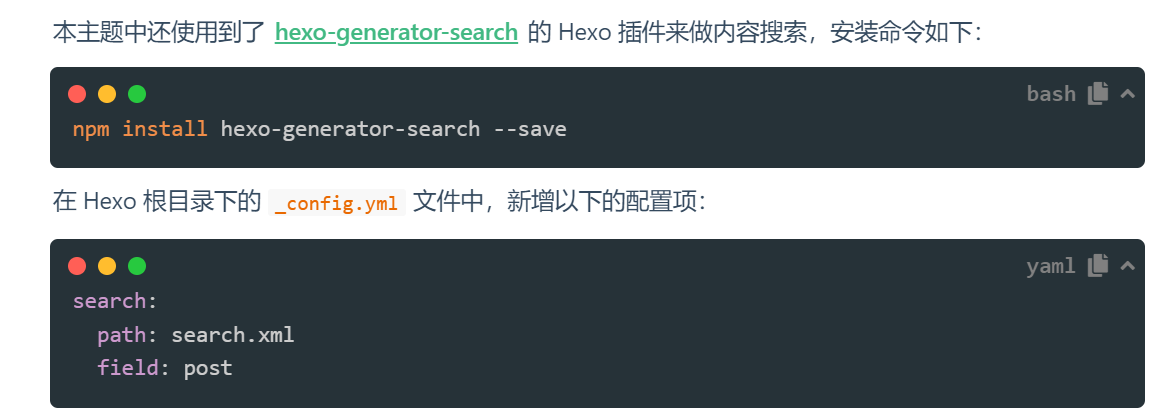 本主题中还使用到了 hexo-generator-search 的 Hexo 插件来做内容搜索，安装命令如下：
bash
npm install hexo-generator-search --save
在 Hexo 根目录下的 _config.yml 文件中，新增以下的配置项：
yaml
search:
  path: search.xml
  field: post